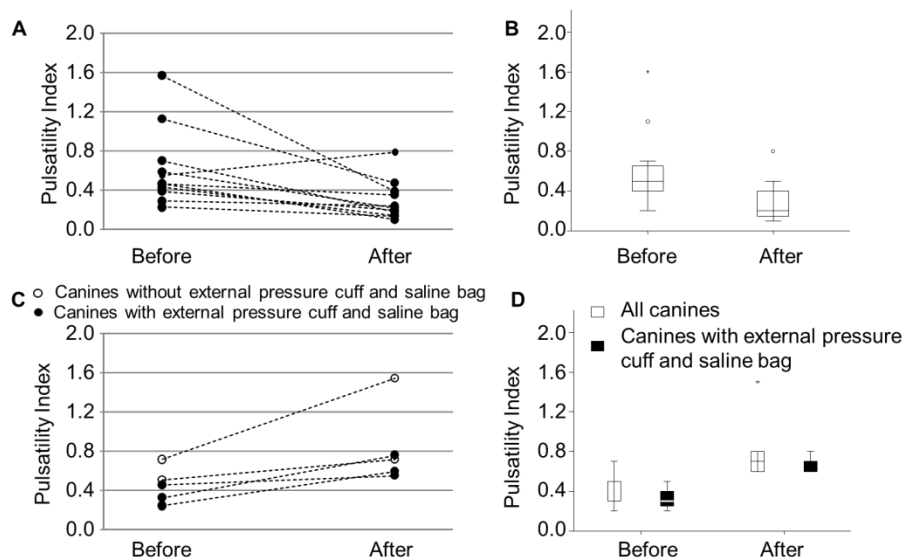 A
Pulsatility Index
2.0
1.6
1.2
0.8
0.4
0.0
Before After
B
Pulsatility Index
2.0
1.6
1.2
0.8
0.4
0.0
Before After
C
Canines without external pressure cuff and saline bag
Canines with external pressure cuff and saline bag
Pulsatility Index
2.0
1.6
1.2
0.8
0.4
0.0
Before After
D
All canines
Canines with external pressure
cuff and saline bag
Pulsatility Index
2.0
1.6
1.2
0.8
0.4
0.0
Before After